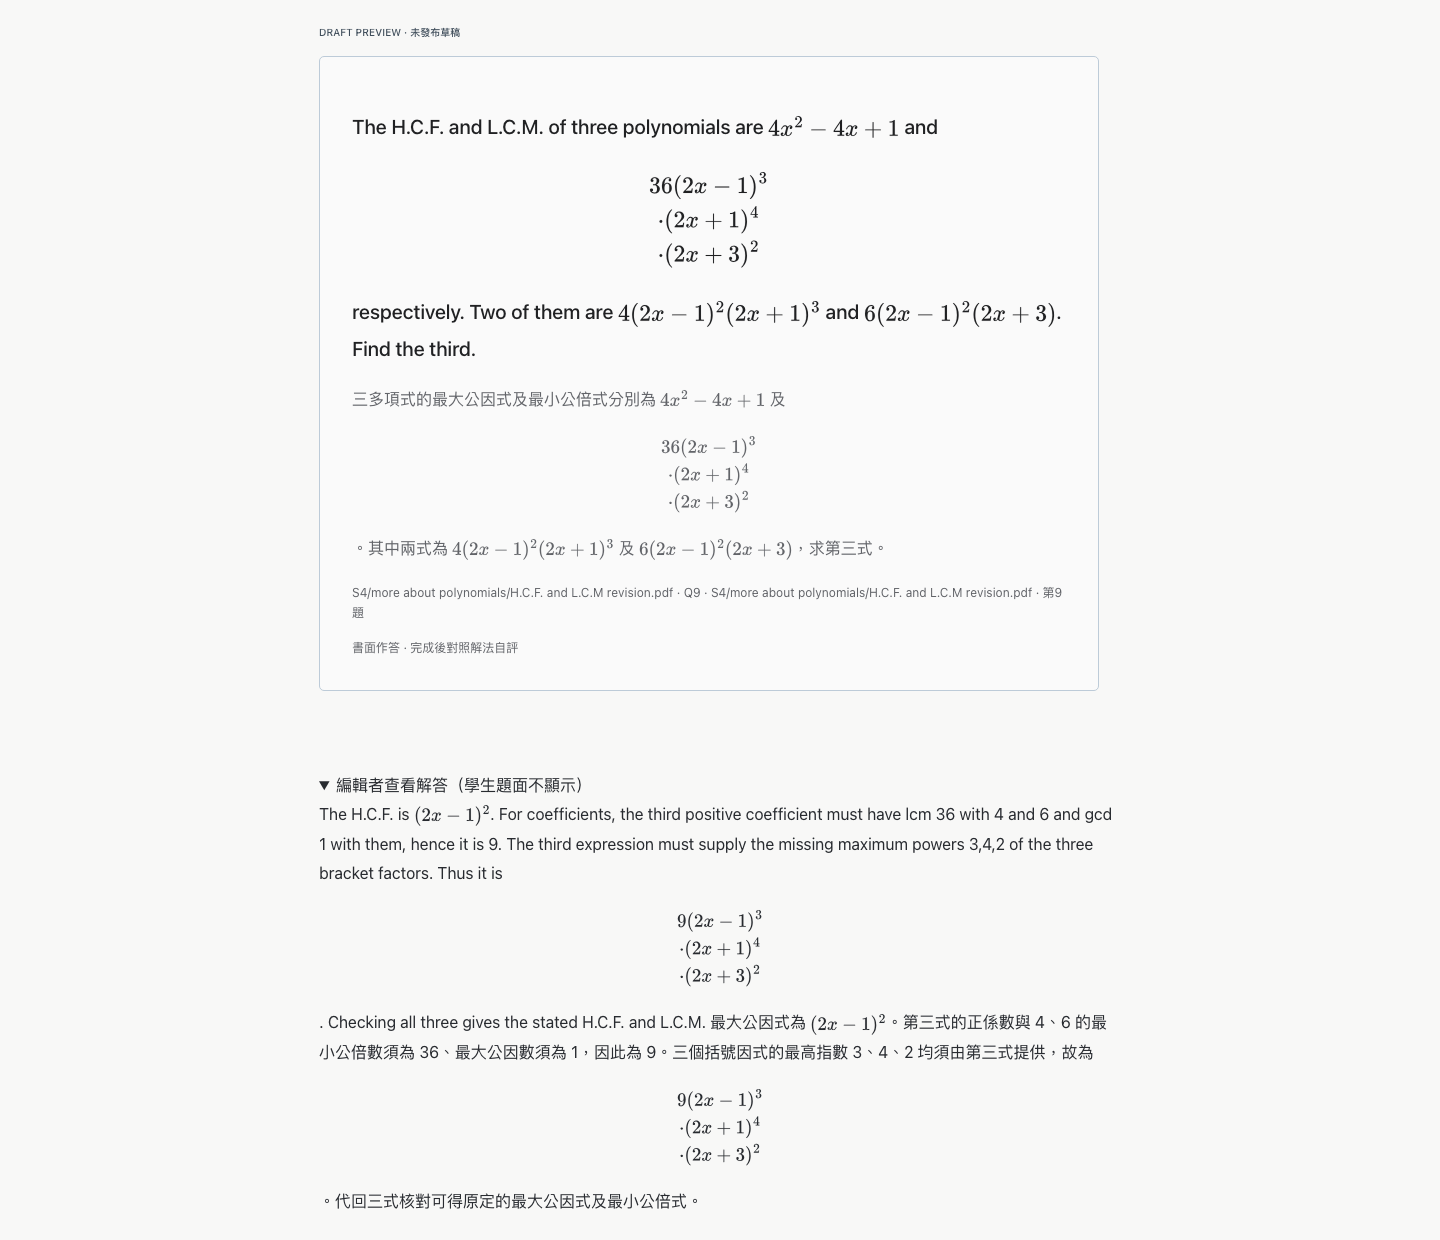 DRAFT PREVIEW · 未發布草稿
The H.C.F. and L.C.M. of three polynomials are 4x² − 4x + 1 and
36(2x − 1)³
·(2x + 1)⁴
·(2x + 3)²
respectively. Two of them are 4(2x − 1)²(2x + 1)³ and 6(2x − 1)²(2x + 3).
Find the third.
三多項式的最大公因式及最小公倍式分別為 4x² − 4x + 1 及
36(2x − 1)³
·(2x + 1)⁴
·(2x + 3)²
。其中兩式為 4(2x − 1)²(2x + 1)³ 及 6(2x − 1)²(2x + 3)，求第三式。
S4/more about polynomials/H.C.F. and L.C.M revision.pdf · Q9 · S4/more about polynomials/H.C.F. and L.C.M revision.pdf · 第9
題
書面作答 · 完成後對照解法自評
▼ 編輯者查看解答（學生題面不顯示）
The H.C.F. is (2x − 1)². For coefficients, the third positive coefficient must have lcm 36 with 4 and 6 and gcd
1 with them, hence it is 9. The third expression must supply the missing maximum powers 3,4,2 of the three
bracket factors. Thus it is
9(2x − 1)³
·(2x + 1)⁴
·(2x + 3)²
. Checking all three gives the stated H.C.F. and L.C.M. 最大公因式為 (2x − 1)²。第三式的正係數與 4、6 的最
小公倍數須為 36、最大公因數須為 1，因此為 9。三個括號因式的最高指數 3、4、2 均須由第三式提供，故為
9(2x − 1)³
·(2x + 1)⁴
·(2x + 3)²
。代回三式核對可得原定的最大公因式及最小公倍式。